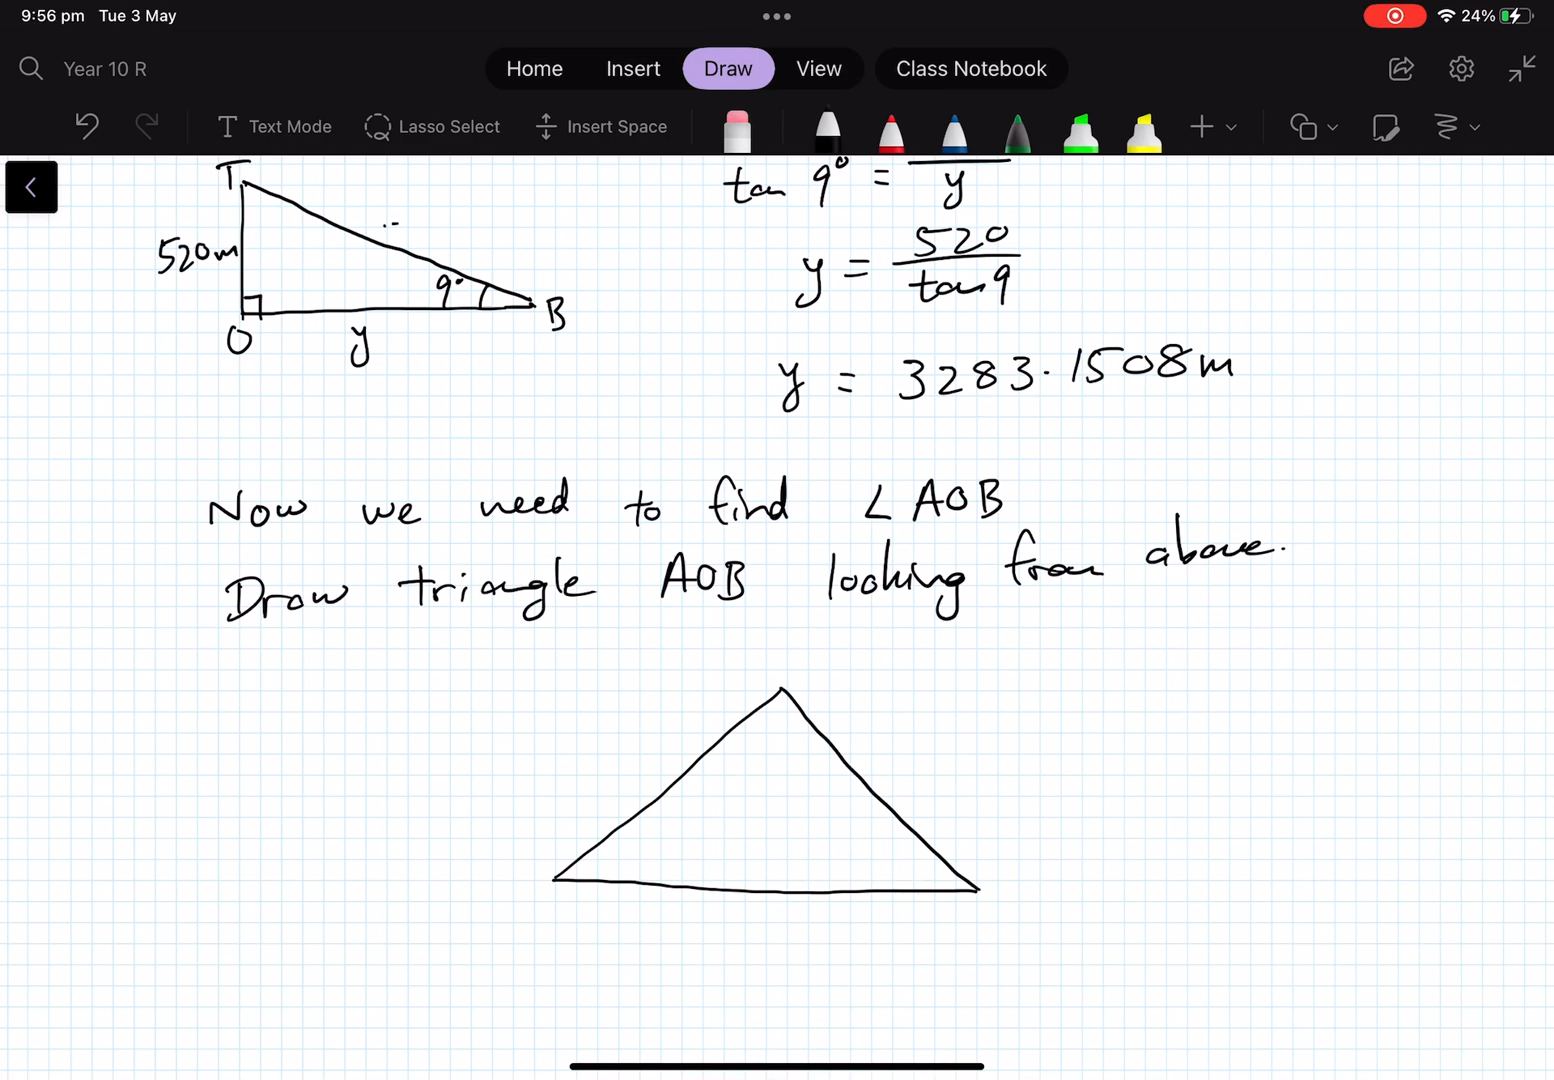 9:56 pm Tue 3 May
24%
Year 10 R
Home Insert Draw View Class Notebook
Text Mode Lasso Select Insert Space
T
520m
9°
O
y
B
tan 9° = ― y
y = 520 / tan 9
y = 3283.1508m
Now we need to find ∠AOB
Draw triangle AOB looking from above.